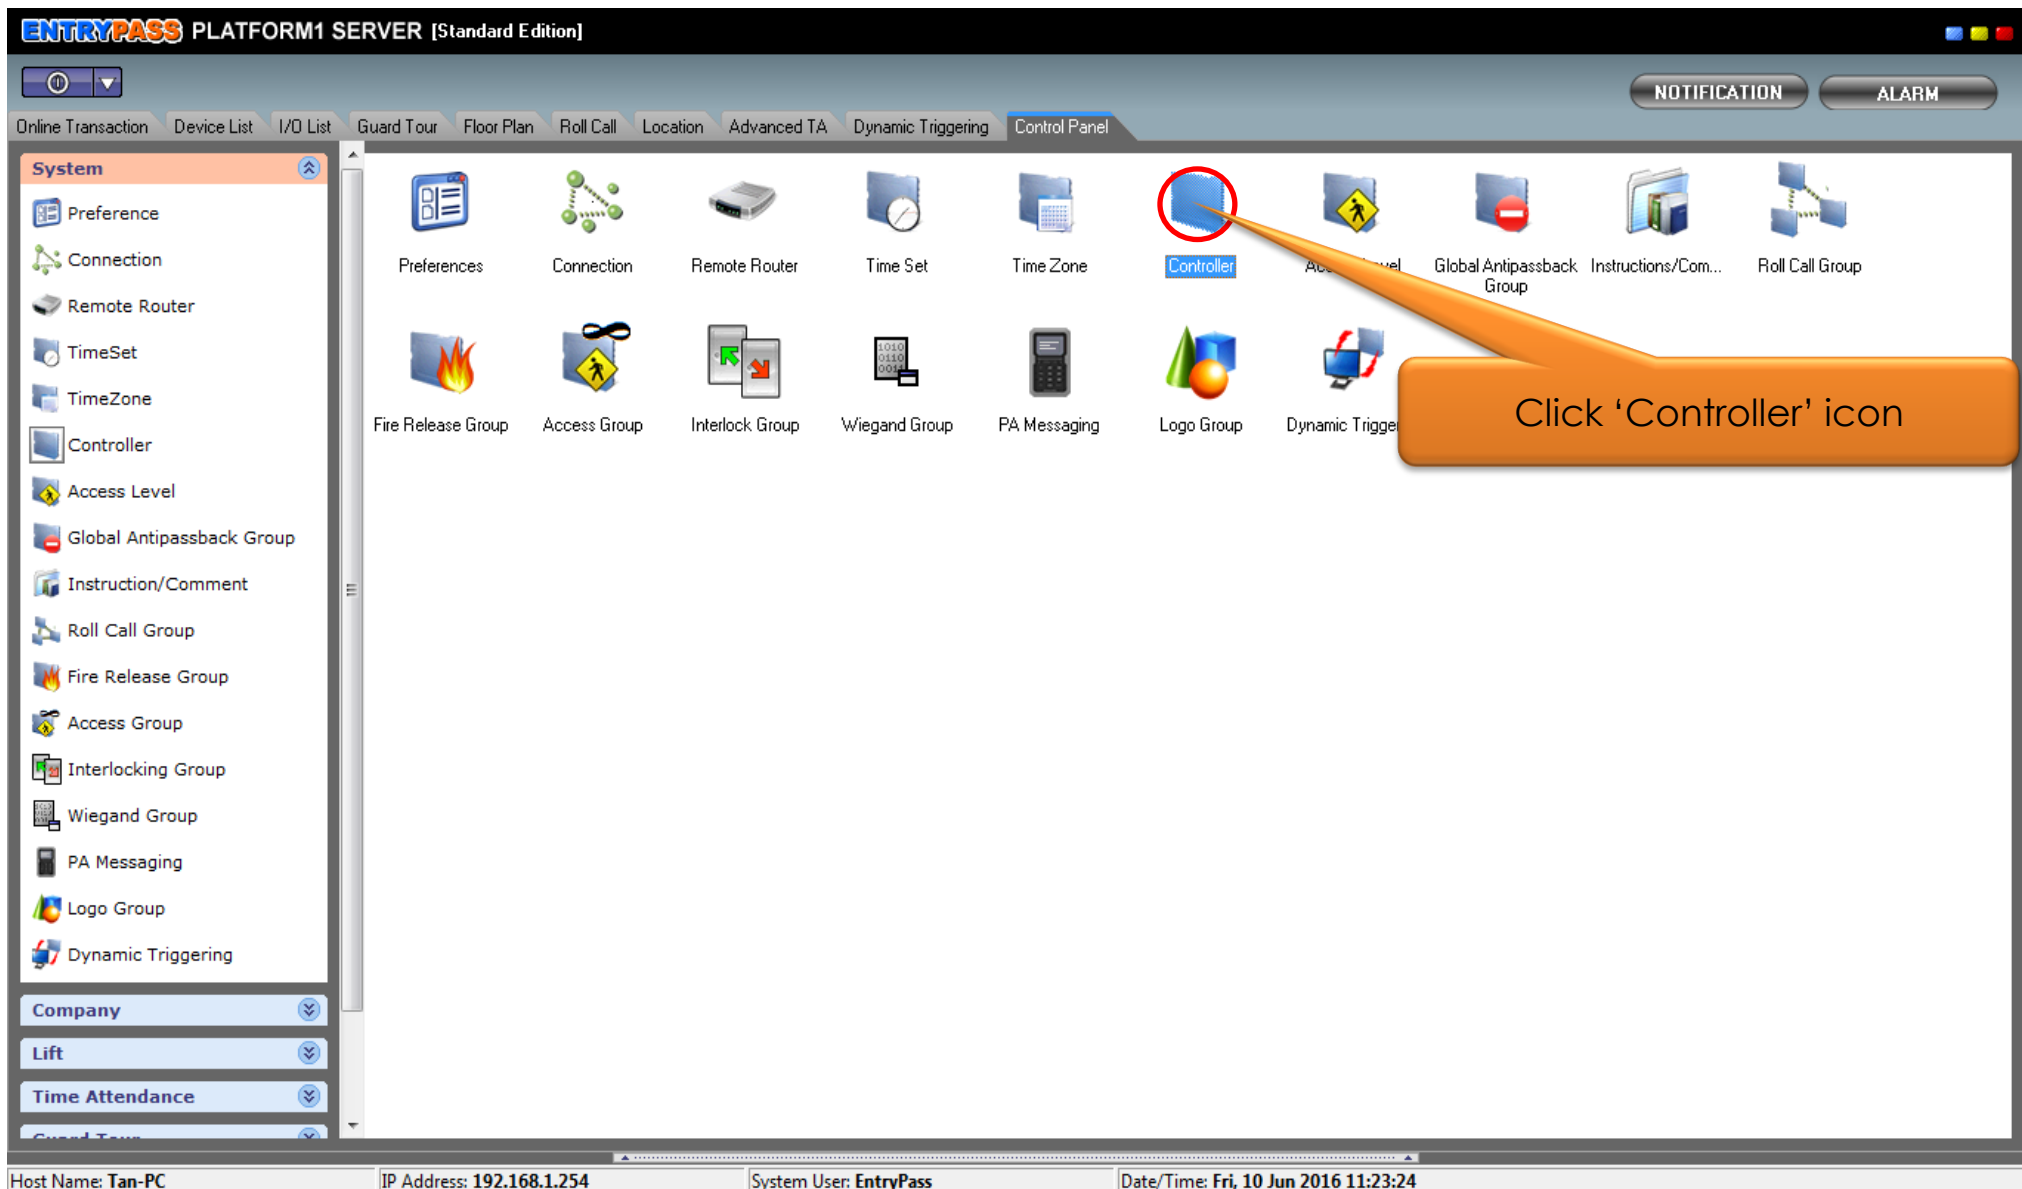 ENTRYPASS PLATFORM1 SERVER [Standard Edition]
NOTIFICATION ALARM
Online Transaction Device List I/O List Guard Tour Floor Plan Roll Call Location Advanced TA Dynamic Triggering Control Panel
System
Preference
Connection
Remote Router
TimeSet
TimeZone
Controller
Access Level
Global Antipassback Group
Instruction/Comment
Roll Call Group
Fire Release Group
Access Group
Interlocking Group
Wiegand Group
PA Messaging
Logo Group
Dynamic Triggering
Company
Lift
Time Attendance
Guard Tour
Preferences Connection Remote Router Time Set Time Zone Controller Global Antipassback Instructions/Com... Roll Call Group
Group
Fire Release Group Access Group Interlock Group Wiegand Group PA Messaging Logo Group Dynamic
Click ‘Controller’ icon
Host Name: Tan-PC IP Address: 192.168.1.254 System User: EntryPass Date/Time: Fri, 10 Jun 2016 11:23:24